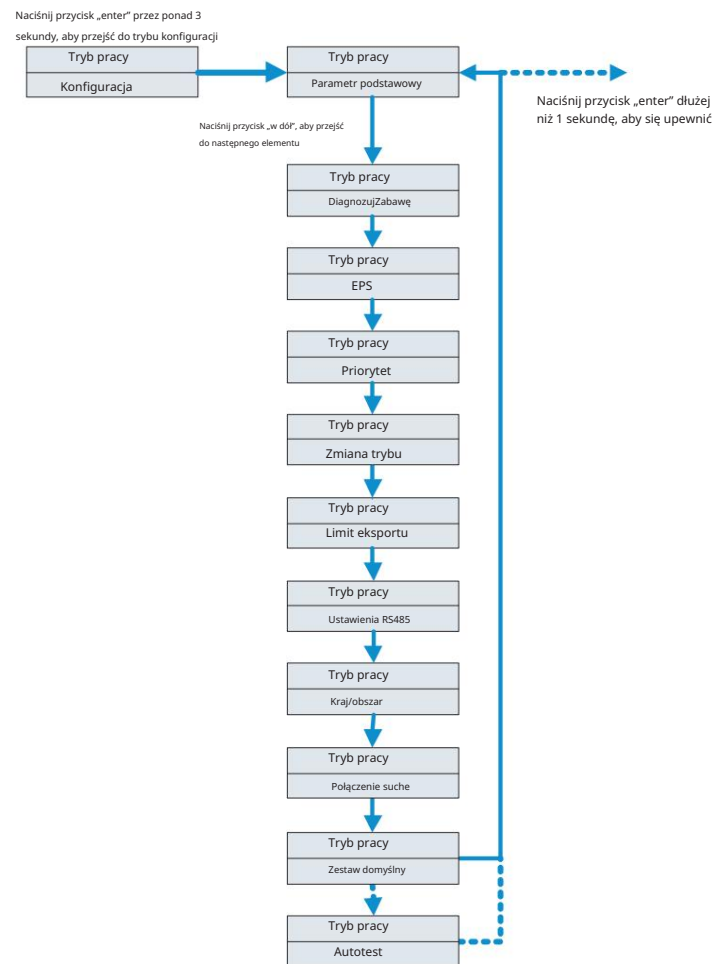 Naciśnij przycisk „enter” przez ponad 3
sekundy, aby przejść do trybu konfiguracji
Tryb pracy
Konfiguracja
Tryb pracy
Parametr podstawowy
Naciśnij przycisk „enter” dłużej
niż 1 sekundę, aby się upewnić
Naciśnij przycisk „w dół”, aby przejść
do następnego elementu
Tryb pracy
DiagnozujZabawę
Tryb pracy
EPS
Tryb pracy
Priorytet
Tryb pracy
Zmiana trybu
Tryb pracy
Limit eksportu
Tryb pracy
Ustawienia RS485
Tryb pracy
Kraj/obszar
Tryb pracy
Połączenie suche
Tryb pracy
Zestaw domyślny
Tryb pracy
Autotest